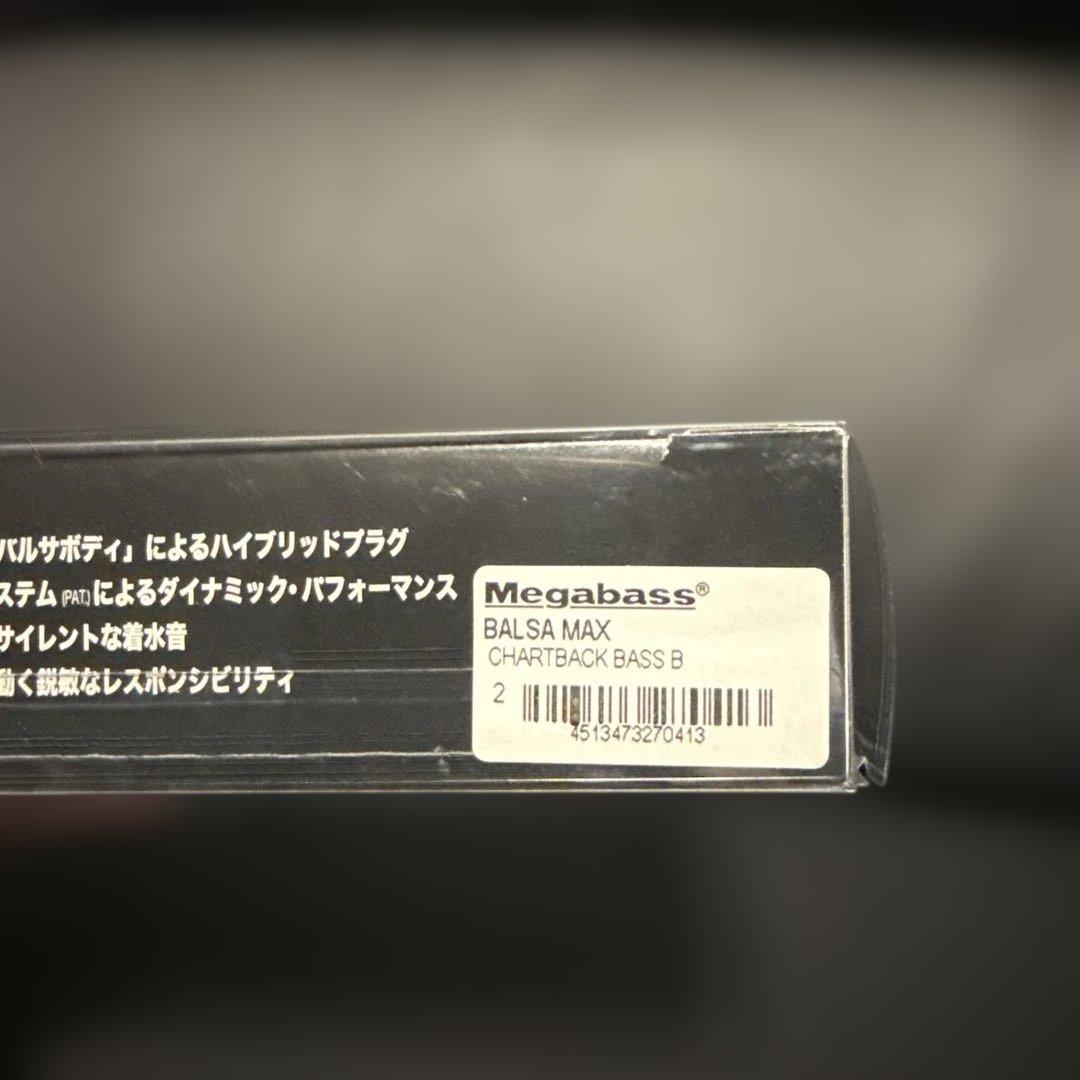 バルサボディ」によるハイブリッドプラグ
ステム(PAT.)によるダイナミック・パフォーマンス
サイレントな着水音
動く鋭敏なレスポンシビリティ
Megabass®
BALSA MAX
CHARTBACK BASS B
2
4513473270413